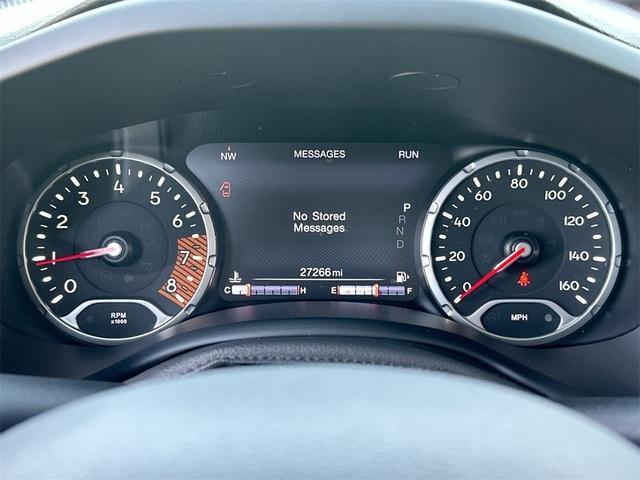 NW MESSAGES RUN
No Stored
Messages
P
R
N
D
27266 mi
C H E F
0 1 2 3 4 5 6 7 8
RPM
x1000
0 20 40 60 80 100 120 140 160
MPH